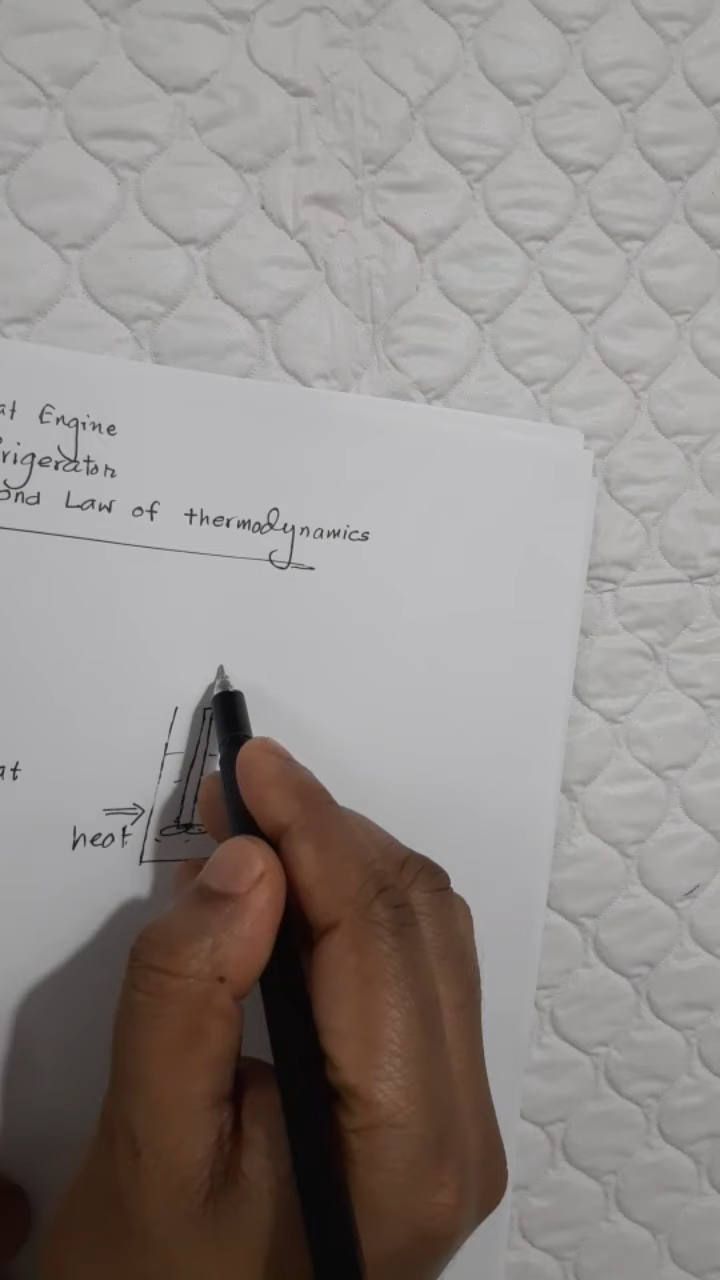 at Engine
rigerator
ond Law of thermodynamics
at
heat